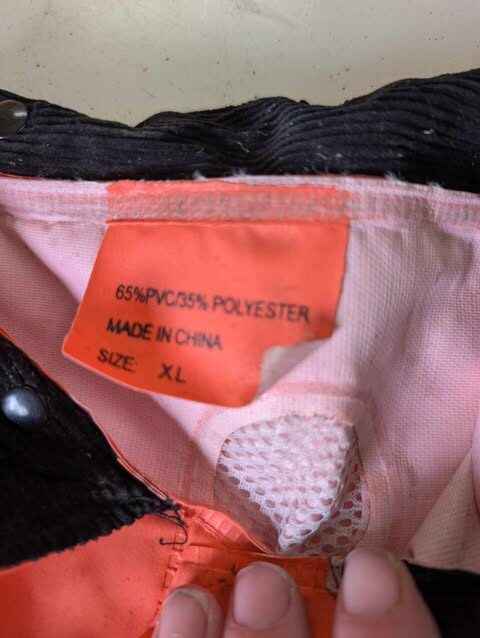 65%PVC/35% POLYESTER
MADE IN CHINA
SIZE: XL